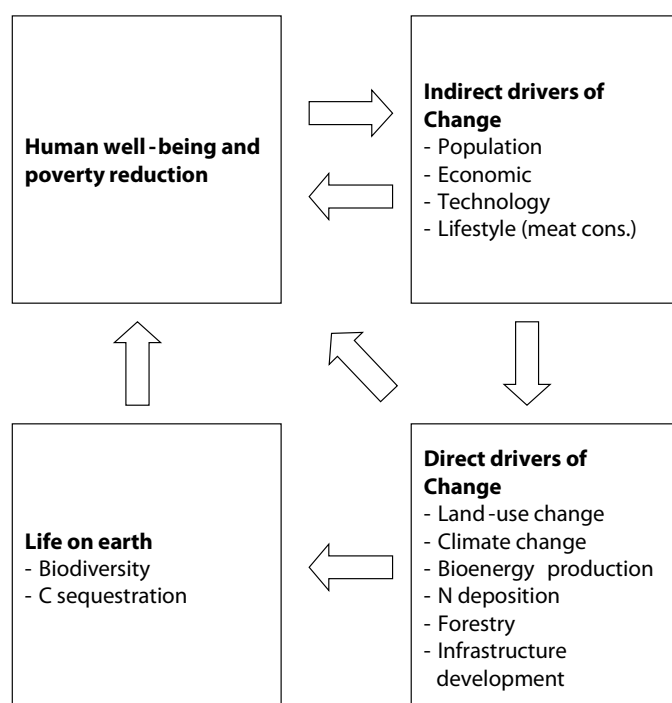 Human well-being and
poverty reduction
Indirect drivers of
Change
- Population
- Economic
- Technology
- Lifestyle (meat cons.)
Life on earth
- Biodiversity
- C sequestration
Direct drivers of
Change
- Land-use change
- Climate change
- Bioenergy production
- N deposition
- Forestry
- Infrastructure
development